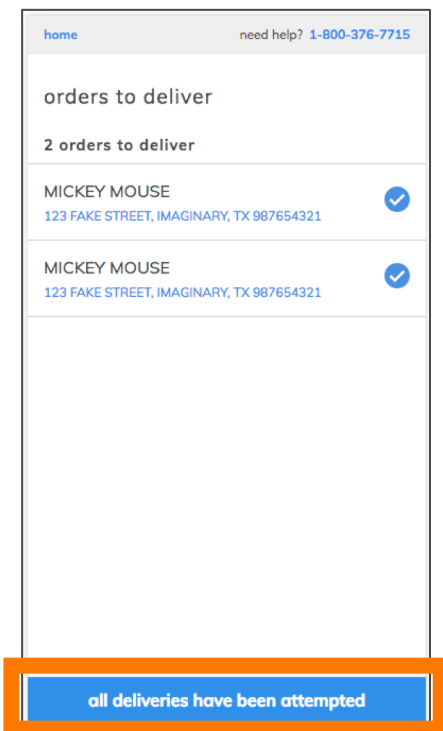 home need help? 1-800-376-7715
orders to deliver
2 orders to deliver
MICKEY MOUSE
123 FAKE STREET, IMAGINARY, TX 987654321
MICKEY MOUSE
123 FAKE STREET, IMAGINARY, TX 987654321
all deliveries have been attempted